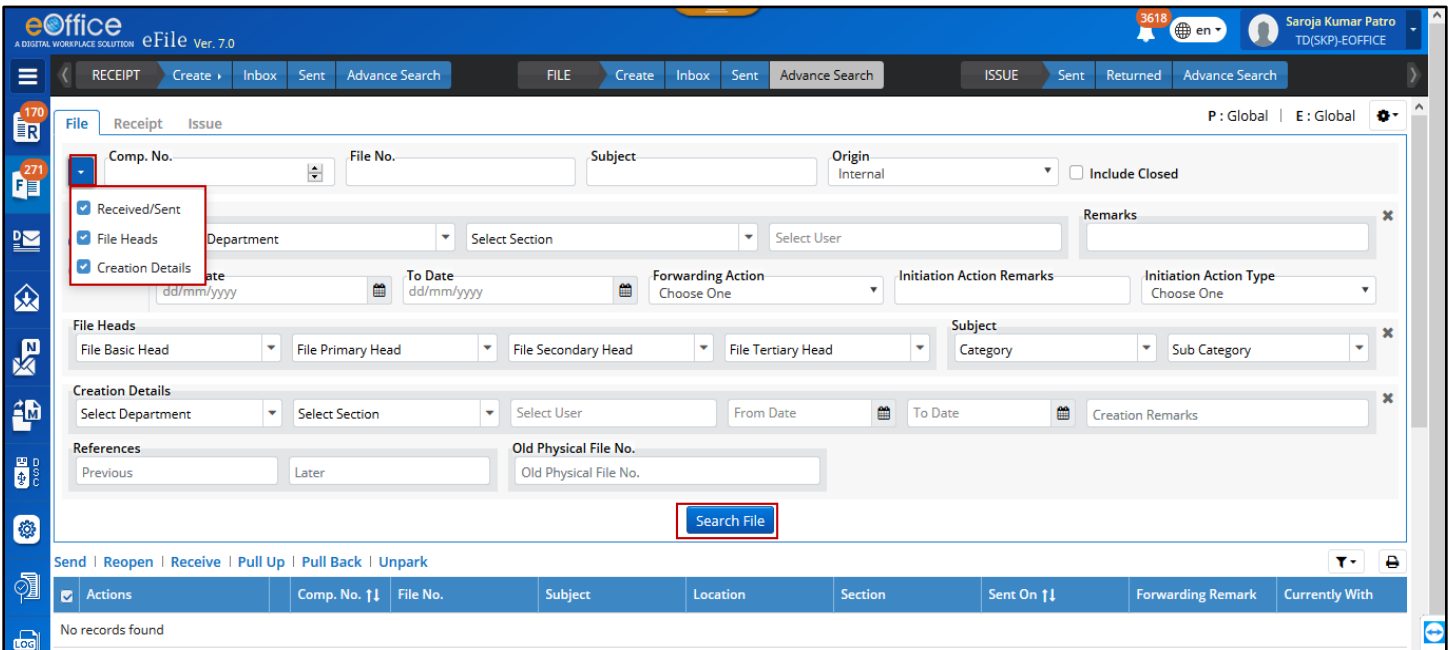 eOffice
A DIGITAL WORKPLACE SOLUTION eFile Ver. 7.0
3618 en Saroja Kumar Patro
TD(SKP)-EOFFICE
RECEIPT Create Inbox Sent Advance Search FILE Create Inbox Sent Advance Search ISSUE Sent Returned Advance Search
170 R
271 F
D
N
M
DSC
LOG
File Receipt Issue P : Global | E : Global
Comp. No. File No. Subject Origin
Internal Include Closed
Received/Sent
File Heads
Creation Details
Remarks
Department Select Section Select User
ate To Date Forwarding Action Initiation Action Remarks Initiation Action Type
dd/mm/yyyy dd/mm/yyyy Choose One Choose One
File Heads Subject
File Basic Head File Primary Head File Secondary Head File Tertiary Head Category Sub Category
Creation Details
Select Department Select Section Select User From Date To Date Creation Remarks
References Old Physical File No.
Previous Later Old Physical File No.
Search File
Send | Reopen | Receive | Pull Up | Pull Back | Unpark
Actions Comp. No. File No. Subject Location Section Sent On Forwarding Remark Currently With
No records found